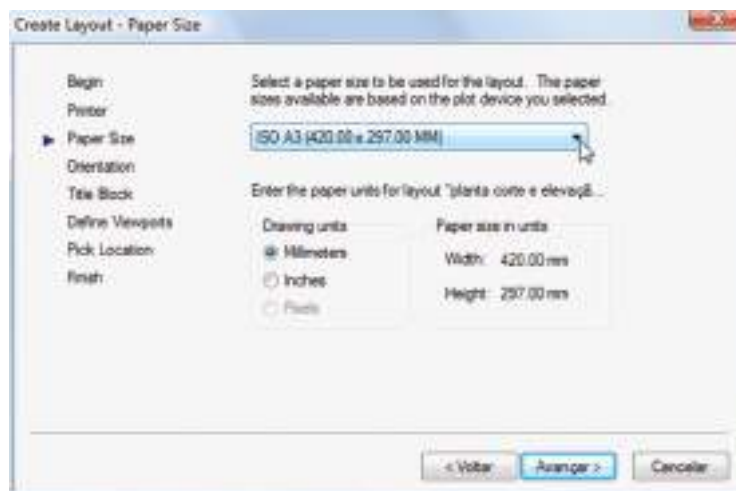 Create Layout - Paper Size
Begin
Printer
Paper Size
Orientation
Title Block
Define Viewports
Pick Location
Finish
Select a paper size to be used for the layout. The paper
sizes available are based on the plot device you selected.
ISO A3 (420.00 x 297.00 MM)
Enter the paper units for layout "planta corte e elevaçã...
Drawing units
Millimeters
Inches
Pixels
Paper size in units
Width: 420.00 mm
Height: 297.00 mm
< Voltar
Avançar >
Cancelar